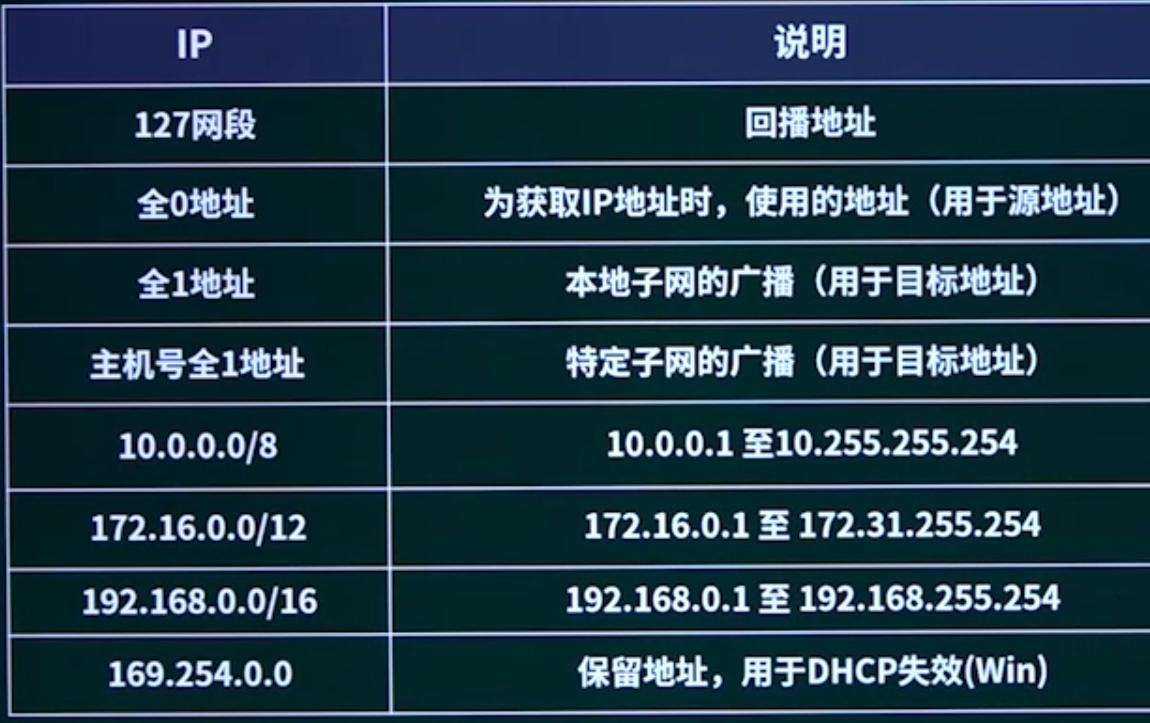 IP
说明
127网段
回播地址
全0地址
为获取IP地址时，使用的地址（用于源地址）
全1地址
本地子网的广播（用于目标地址）
主机号全1地址
特定子网的广播（用于目标地址）
10.0.0.0/8
10.0.0.1 至10.255.255.254
172.16.0.0/12
172.16.0.1 至 172.31.255.254
192.168.0.0/16
192.168.0.1 至 192.168.255.254
169.254.0.0
保留地址，用于DHCP失效(Win)